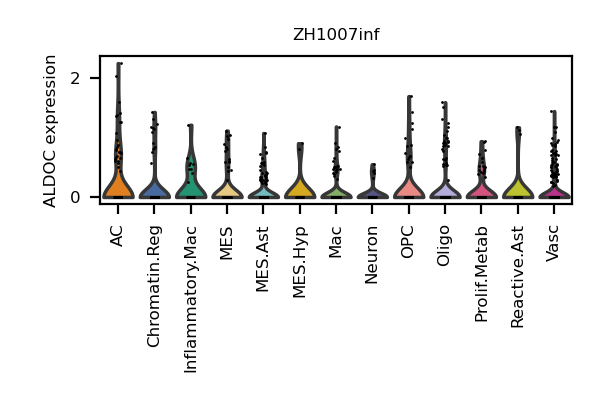 ZH1007inf
ALDOC expression
2
0
AC
Chromatin.Reg
Inflammatory.Mac
MES
MES.Ast
MES.Hyp
Mac
Neuron
OPC
Oligo
Prolif.Metab
Reactive.Ast
Vasc